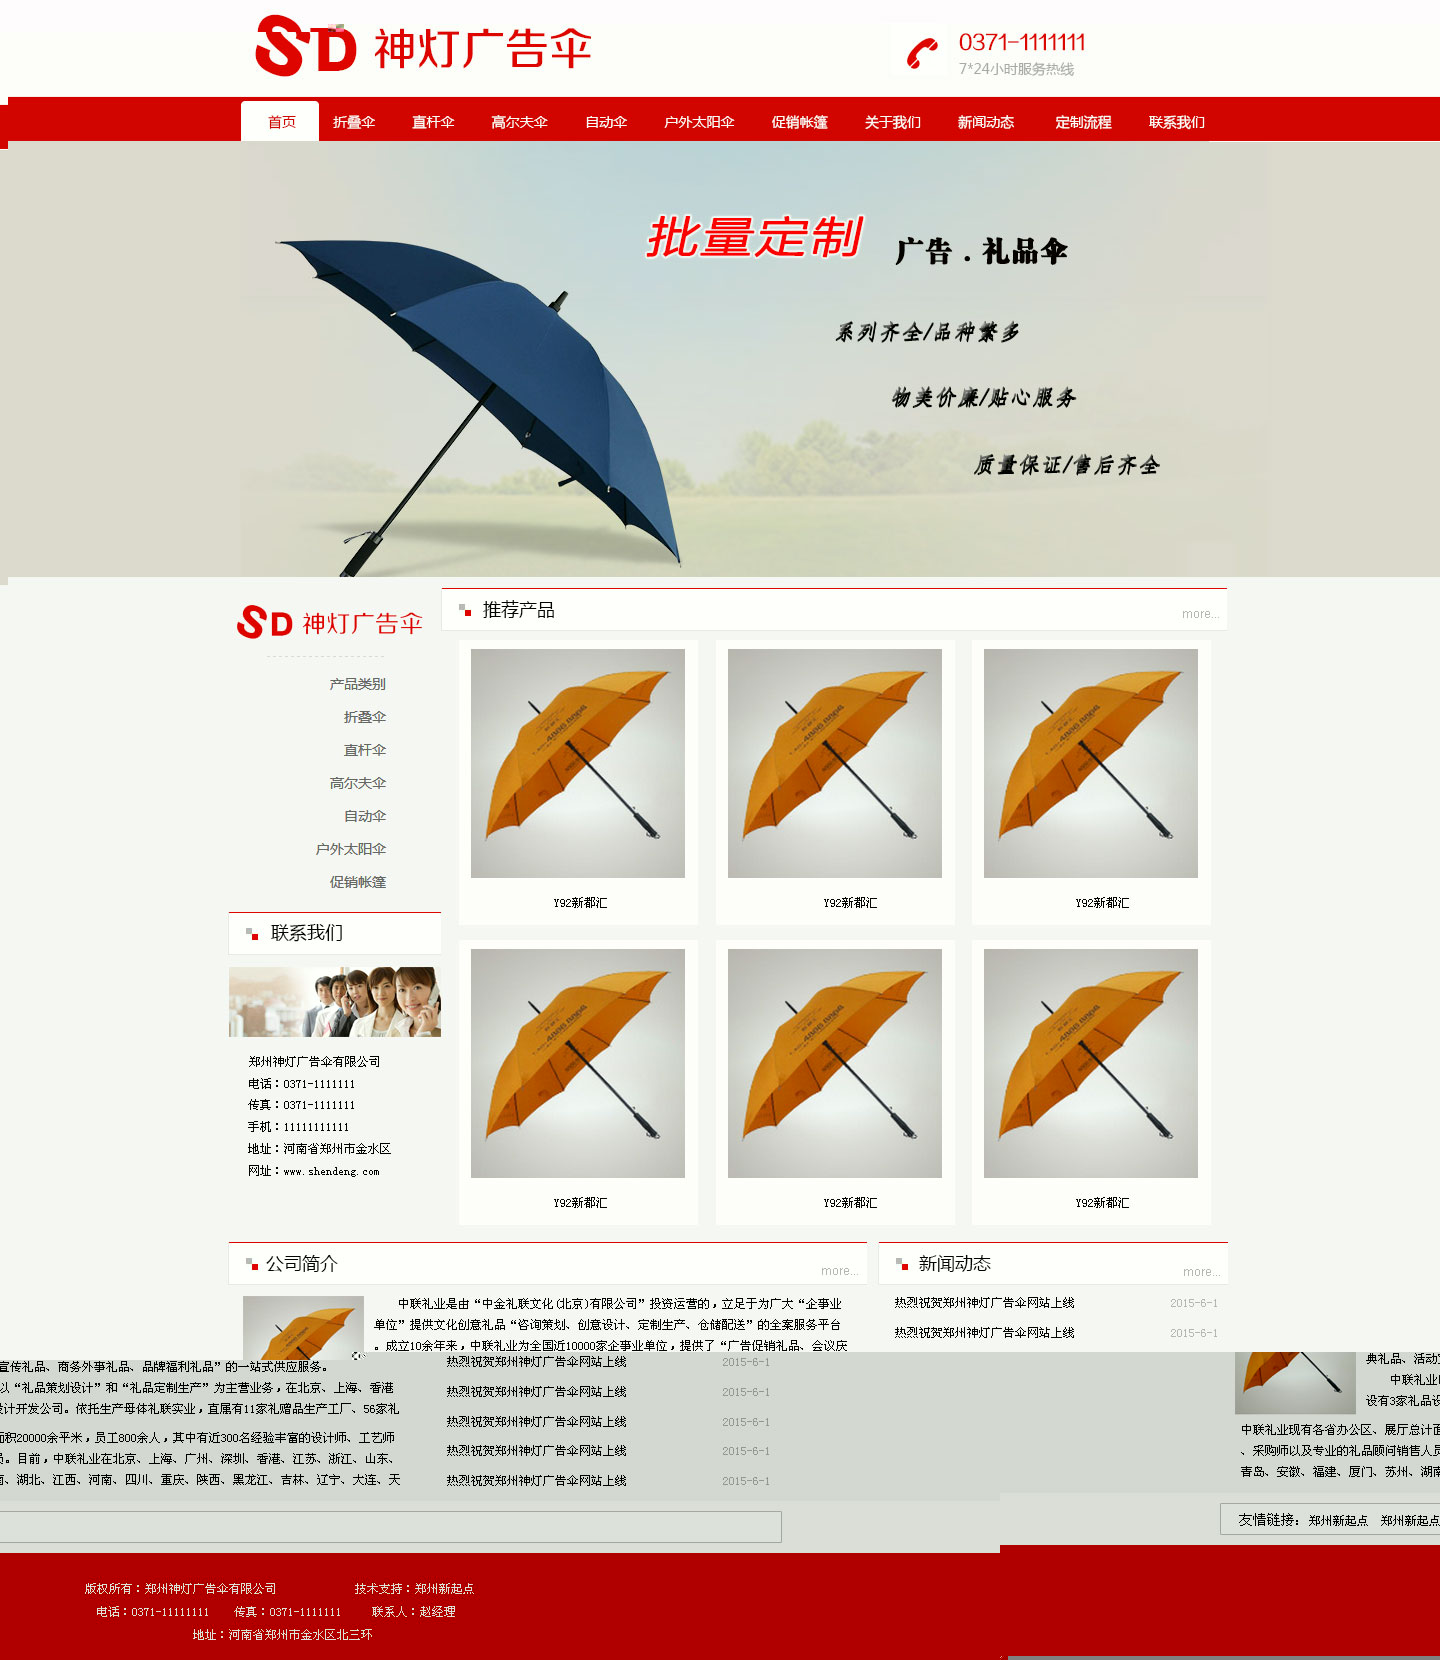 SD 神灯广告伞
0371-1111111
7*24小时服务热线
首页 折叠伞 直杆伞 高尔夫伞 自动伞 户外太阳伞 促销帐篷 关于我们 新闻动态 定制流程 联系我们
批量定制 广告 . 礼品伞
系列齐全/品种繁多
物美价廉/贴心服务
质量保证/售后齐全
SD 神灯广告伞
产品类别
折叠伞
直杆伞
高尔夫伞
自动伞
户外太阳伞
促销帐篷
联系我们
郑州神灯广告伞有限公司
电话：0371-1111111
传真：0371-1111111
手机：11111111111
地址：河南省郑州市金水区
网址：www.shendeng.com
推荐产品 more...
Y92新都汇 Y92新都汇 Y92新都汇
Y92新都汇 Y92新都汇 Y92新都汇
公司简介 more...
中联礼业是由“中金礼联文化(北京)有限公司”投资运营的，立足于为广大“企事业
单位”提供文化创意礼品“咨询策划、创意设计、定制生产、仓储配送”的全案服务平台
。成立10余年来，中联礼业为全国近10000家企事业单位，提供了“广告促销礼品、会议庆
新闻动态 more...
热烈祝贺郑州神灯广告伞网站上线 2015-6-1
热烈祝贺郑州神灯广告伞网站上线 2015-6-1
宣传礼品、商务外事礼品、品牌福利礼品”的一站式供应服务。
以“礼品策划设计”和“礼品定制生产”为主营业务，在北京、上海、香港
设计开发公司。依托生产母体礼联实业，直属有11家礼赠品生产工厂、56家礼
面积20000余平米，员工800余人，其中有近300名经验丰富的设计师、工艺师
员。目前，中联礼业在北京、上海、广州、深圳、香港、江苏、浙江、山东、
南、湖北、江西、河南、四川、重庆、陕西、黑龙江、吉林、辽宁、大连、天
热烈祝贺郑州神灯广告伞网站上线 2015-6-1
热烈祝贺郑州神灯广告伞网站上线 2015-6-1
热烈祝贺郑州神灯广告伞网站上线 2015-6-1
热烈祝贺郑州神灯广告伞网站上线 2015-6-1
热烈祝贺郑州神灯广告伞网站上线 2015-6-1
典礼品、活动
中联礼业
设有3家礼品设
中联礼业现有各省办公区、展厅总计面
、采购师以及专业的礼品顾问销售人员
青岛、安徽、福建、厦门、苏州、湖南
友情链接：郑州新起点 郑州新起点
版权所有：郑州神灯广告伞有限公司 技术支持：郑州新起点
电话：0371-11111111 传真：0371-1111111 联系人：赵经理
地址：河南省郑州市金水区北三环